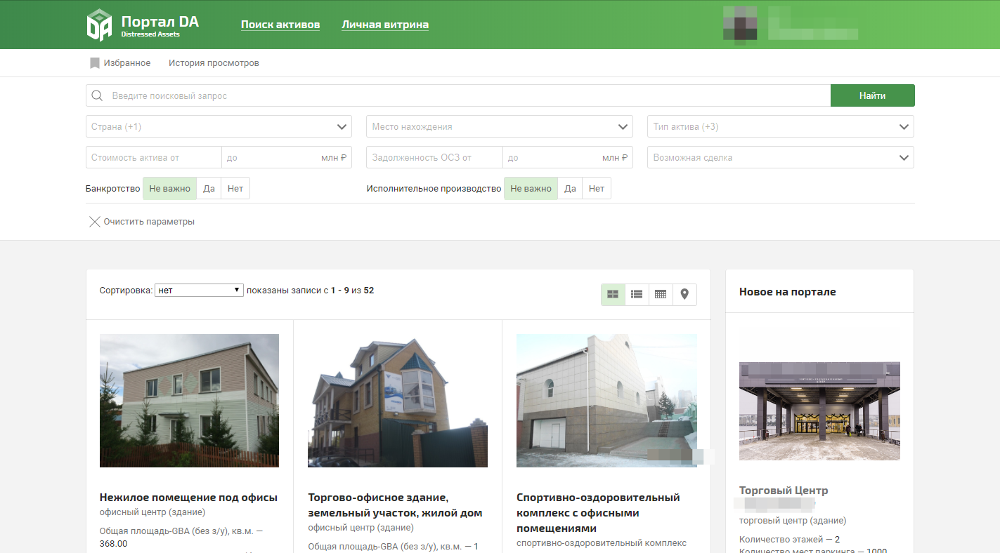 Портал DA
Distressed Assets
Поиск активов Личная витрина
Избранное История просмотров
Введите поисковый запрос Найти
Страна (+1) Место нахождения Тип актива (+3)
Стоимость актива от до млн ₽ Задолженность ОСЗ от до млн ₽ Возможная сделка
Банкротство Не важно Да Нет Исполнительное производство Не важно Да Нет
Очистить параметры
Сортировка: нет показаны записи с 1 - 9 из 52
Новое на портале
Нежилое помещение под офисы
офисный центр (здание)
Общая площадь-GBA (без з/у), кв.м. —
368.00
Торгово-офисное здание,
земельный участок, жилой дом
офисный центр (здание)
Общая площадь-GBA (без з/у), кв.м. — 1
Спортивно-оздоровительный
комплекс с офисными
помещениями
спортивно-оздоровительный комплекс
Торговый Центр
торговый центр (здание)
Количество этажей — 2
Количество мест паркинга — 1000